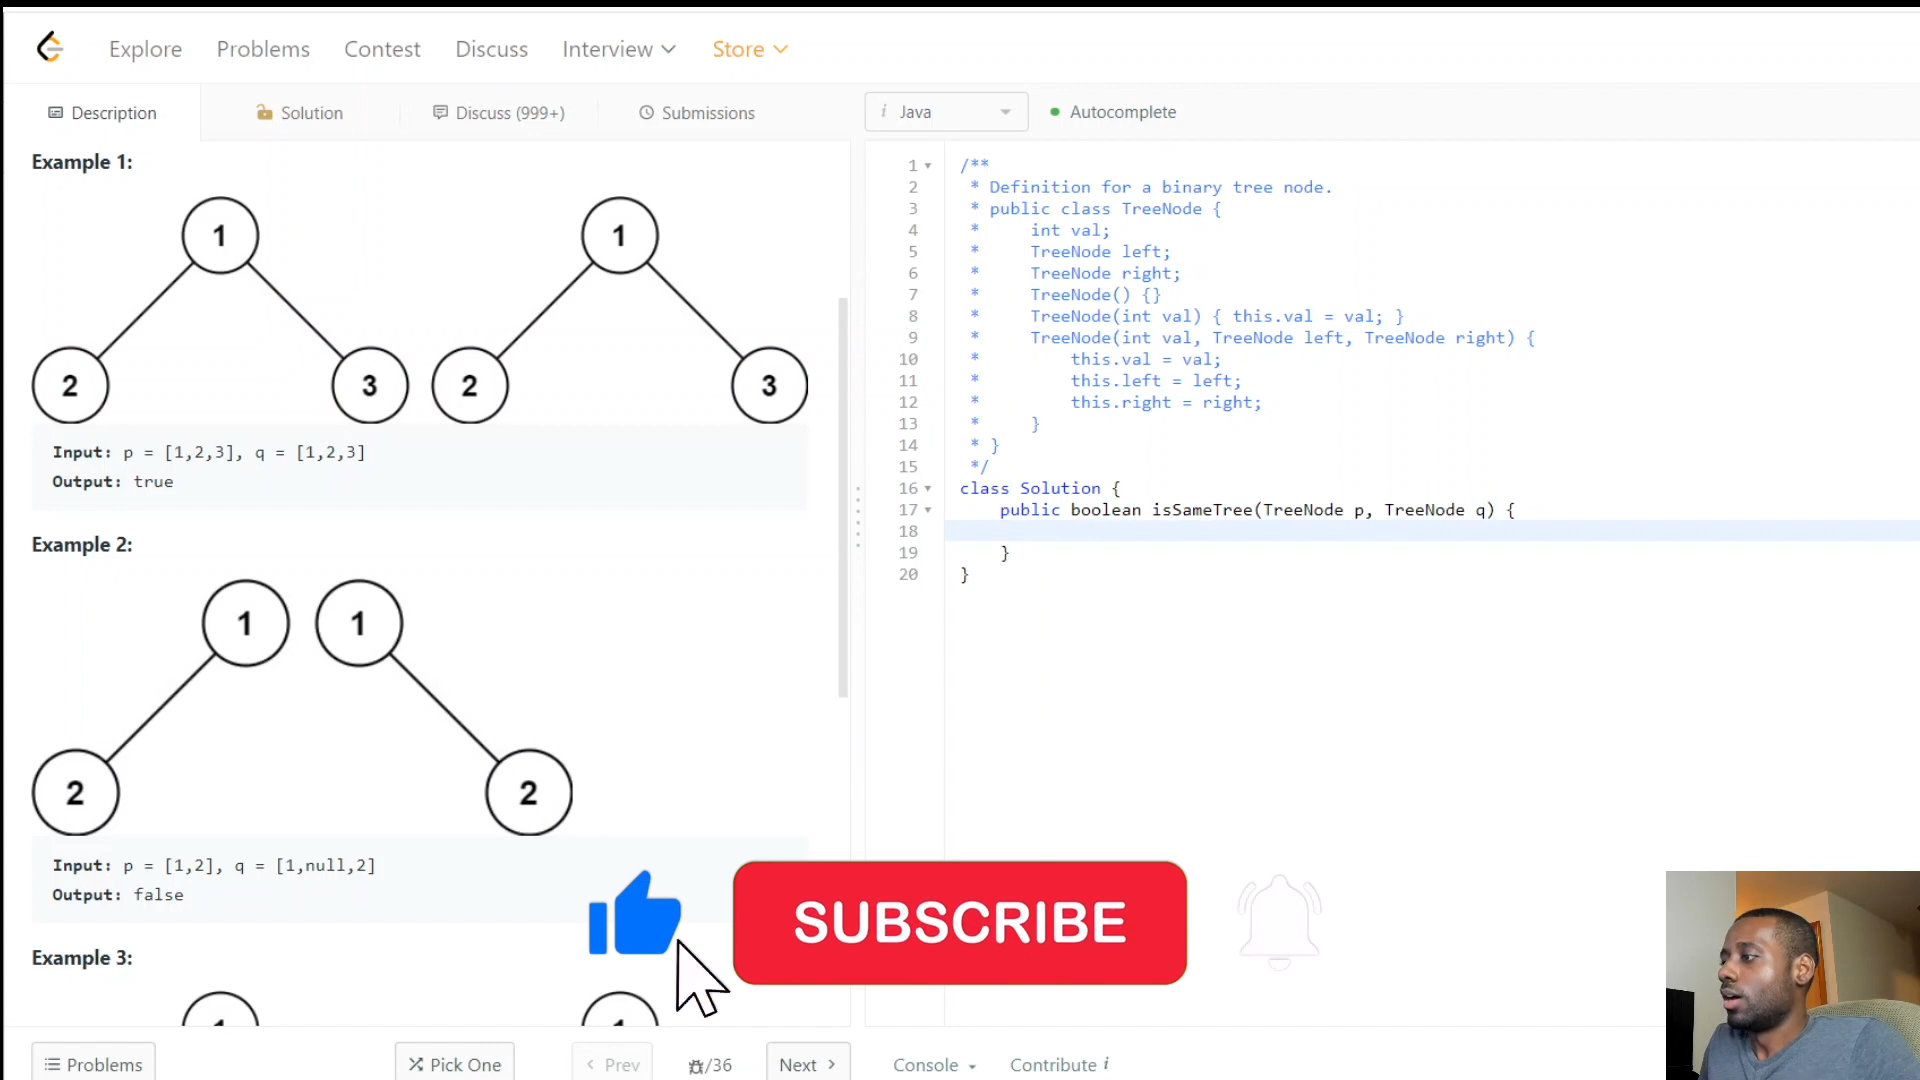 Explore Problems Contest Discuss Interview Store
Description Solution Discuss (999+) Submissions
Java Autocomplete
Example 1:
1 1
2 3 2 3
Input: p = [1,2,3], q = [1,2,3]
Output: true
Example 2:
1 1
2 2
Input: p = [1,2], q = [1,null,2]
Output: false
Example 3:
1 /**
2 * Definition for a binary tree node.
3 * public class TreeNode {
4 * int val;
5 * TreeNode left;
6 * TreeNode right;
7 * TreeNode() {}
8 * TreeNode(int val) { this.val = val; }
9 * TreeNode(int val, TreeNode left, TreeNode right) {
10 * this.val = val;
11 * this.left = left;
12 * this.right = right;
13 * }
14 * }
15 */
16 class Solution {
17 public boolean isSameTree(TreeNode p, TreeNode q) {
18
19 }
20 }
SUBSCRIBE
Problems Pick One Prev /36 Next Console Contribute i